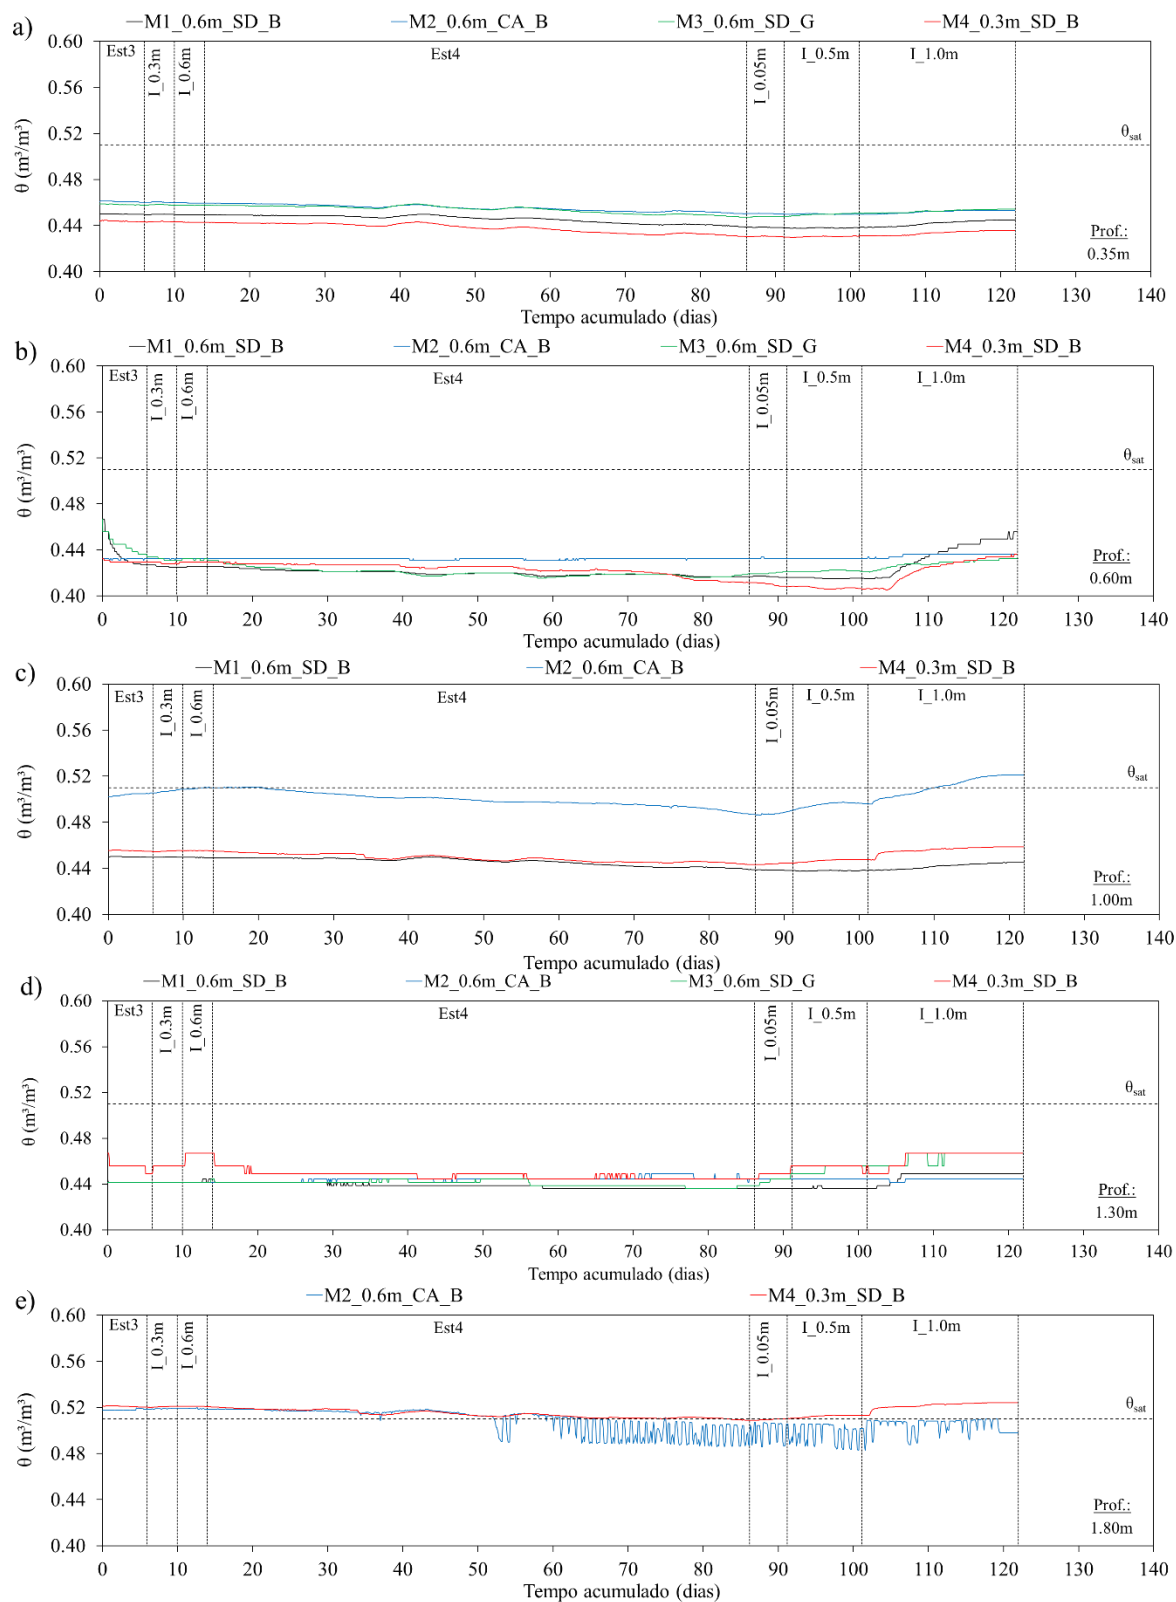 a)
M1_0.6m_SD_B M2_0.6m_CA_B M3_0.6m_SD_G M4_0.3m_SD_B
0.60
0.56
0.52
0.48
0.44
0.40
θ (m³/m³)
Est3
I_0.3m
I_0.6m
Est4
I_0.05m
I_0.5m
I_1.0m
θsat
Prof.:
0.35m
0 10 20 30 40 50 60 70 80 90 100 110 120 130 140
Tempo acumulado (dias)
b)
M1_0.6m_SD_B M2_0.6m_CA_B M3_0.6m_SD_G M4_0.3m_SD_B
0.60
0.56
0.52
0.48
0.44
0.40
θ (m³/m³)
Est3
I_0.3m
I_0.6m
Est4
I_0.05m
I_0.5m
I_1.0m
θsat
Prof.:
0.60m
0 10 20 30 40 50 60 70 80 90 100 110 120 130 140
Tempo acumulado (dias)
c)
M1_0.6m_SD_B M2_0.6m_CA_B M4_0.3m_SD_B
0.60
0.56
0.52
0.48
0.44
0.40
θ (m³/m³)
Est3
I_0.3m
I_0.6m
Est4
I_0.05m
I_0.5m
I_1.0m
θsat
Prof.:
1.00m
0 10 20 30 40 50 60 70 80 90 100 110 120 130 140
Tempo acumulado (dias)
d)
M1_0.6m_SD_B M2_0.6m_CA_B M3_0.6m_SD_G M4_0.3m_SD_B
0.60
0.56
0.52
0.48
0.44
0.40
θ (m³/m³)
Est3
I_0.3m
I_0.6m
Est4
I_0.05m
I_0.5m
I_1.0m
θsat
Prof.:
1.30m
0 10 20 30 40 50 60 70 80 90 100 110 120 130 140
Tempo acumulado (dias)
e)
M2_0.6m_CA_B M4_0.3m_SD_B
0.60
0.56
0.52
0.48
0.44
0.40
θ (m³/m³)
Est3
I_0.3m
I_0.6m
Est4
I_0.05m
I_0.5m
I_1.0m
θsat
Prof.:
1.80m
0 10 20 30 40 50 60 70 80 90 100 110 120 130 140
Tempo acumulado (dias)